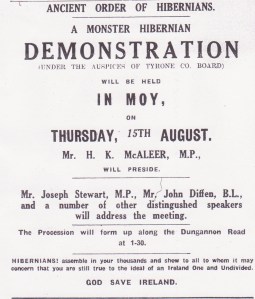 ANCIENT ORDER OF HIBERNIANS.
A MONSTER HIBERNIAN
DEMONSTRATION
(UNDER THE AUSPICES OF TYRONE CO. BOARD)
WILL BE HELD
IN MOY,
ON
THURSDAY, 15TH AUGUST.
Mr. H. K. McALEER, M.P.,
WILL PRESIDE.
Mr. Joseph Stewart, M.P., Mr. John Diffen, B.L.,
and a number of other distingushed speakers
will address the meeting.
The Procession will form up along the Dungannon Road
at 1-30.
HIBERNIANS! assemble in your thousands and shew to all to whom it may
concern that you are still true to the ideal of an Ireland One and Undivided.
GOD SAVE IRELAND.